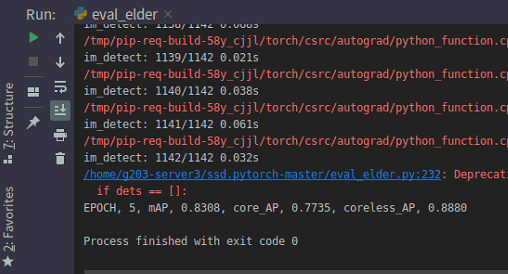 Run: eval_elder
im_detect: 1138/1142 0.068s
/tmp/pip-req-build-58y_cjjl/torch/csrc/autograd/python_function.cp
im_detect: 1139/1142 0.021s
/tmp/pip-req-build-58y_cjjl/torch/csrc/autograd/python_function.cp
im_detect: 1140/1142 0.038s
/tmp/pip-req-build-58y_cjjl/torch/csrc/autograd/python_function.cp
im_detect: 1141/1142 0.061s
/tmp/pip-req-build-58y_cjjl/torch/csrc/autograd/python_function.cp
im_detect: 1142/1142 0.032s
/home/g203-server3/ssd.pytorch-master/eval_elder.py:232: Deprecati
if dets == []:
EPOCH, 5, mAP, 0.8308, core_AP, 0.7735, coreless_AP, 0.8880
Process finished with exit code 0
7: Structure
2: Favorites